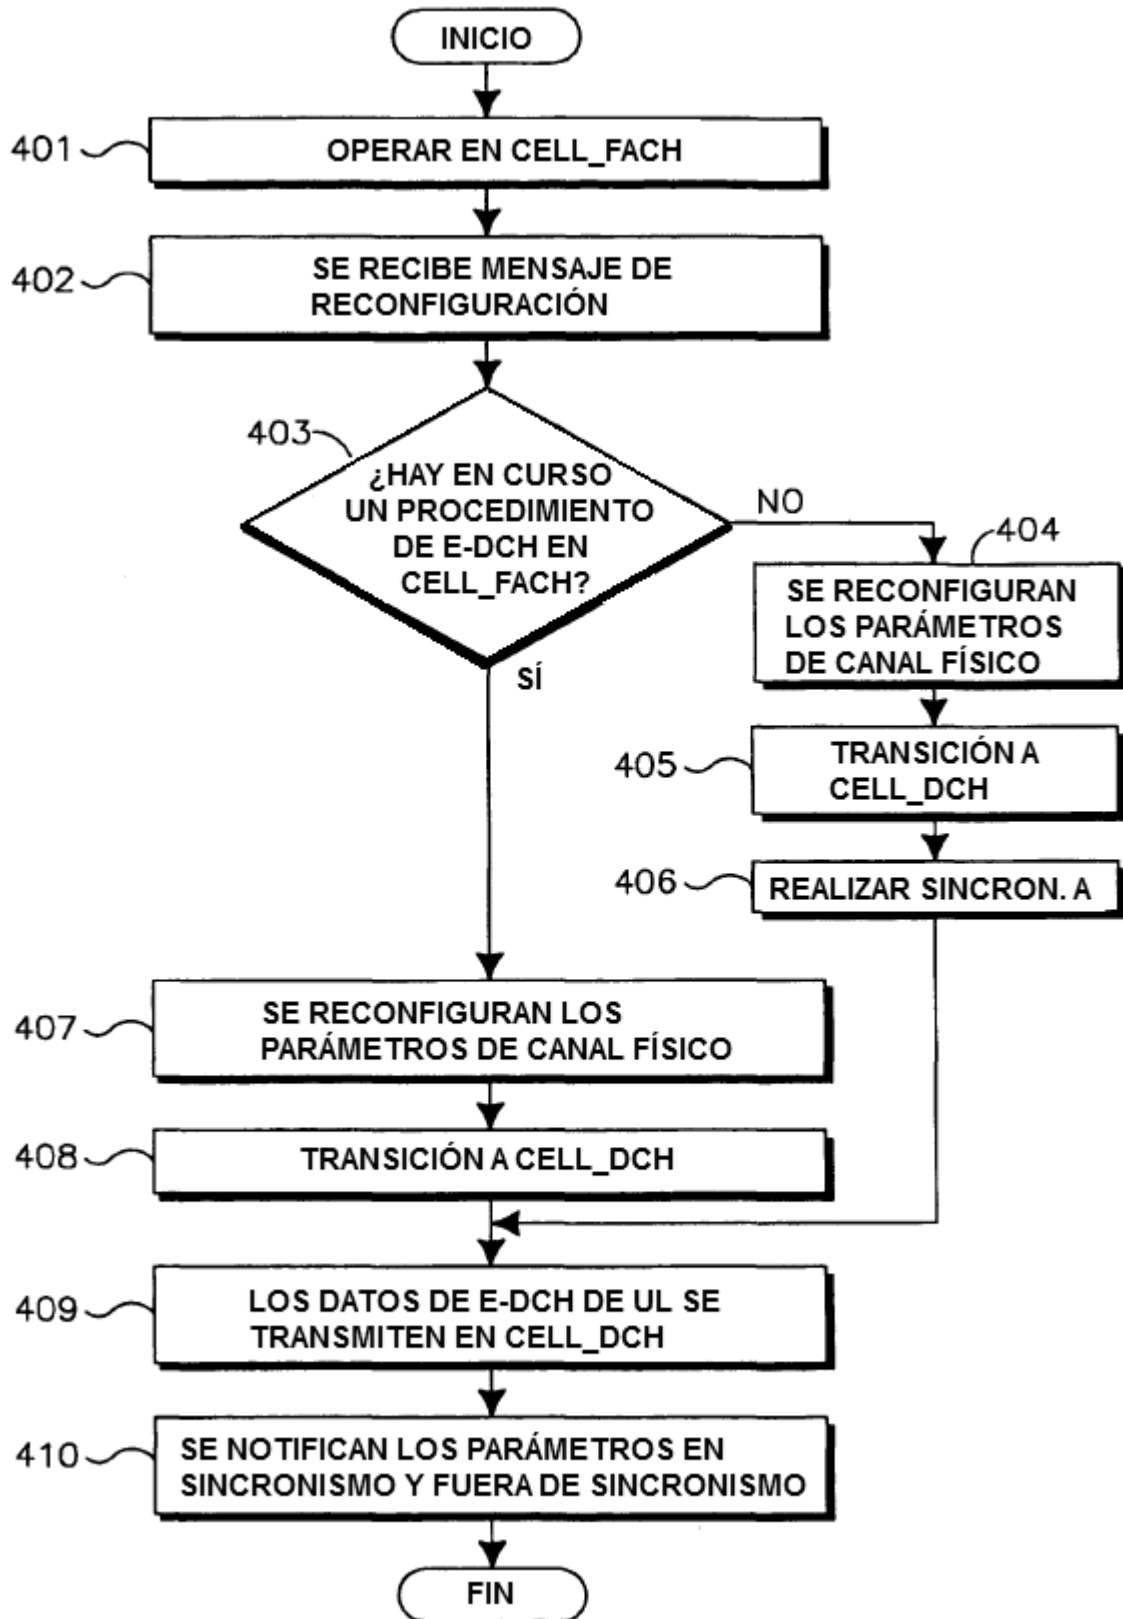 INICIO
401
OPERAR EN CELL_FACH
402
SE RECIBE MENSAJE DE
RECONFIGURACIÓN
403
¿HAY EN CURSO
UN PROCEDIMIENTO
DE E-DCH EN
CELL_FACH?
NO
SÍ
404
SE RECONFIGURAN
LOS PARÁMETROS
DE CANAL FÍSICO
405
TRANSICIÓN A
CELL_DCH
406
REALIZAR SINCRON. A
407
SE RECONFIGURAN LOS
PARÁMETROS DE CANAL FÍSICO
408
TRANSICIÓN A CELL_DCH
409
LOS DATOS DE E-DCH DE UL SE
TRANSMITEN EN CELL_DCH
410
SE NOTIFICAN LOS PARÁMETROS EN
SINCRONISMO Y FUERA DE SINCRONISMO
FIN